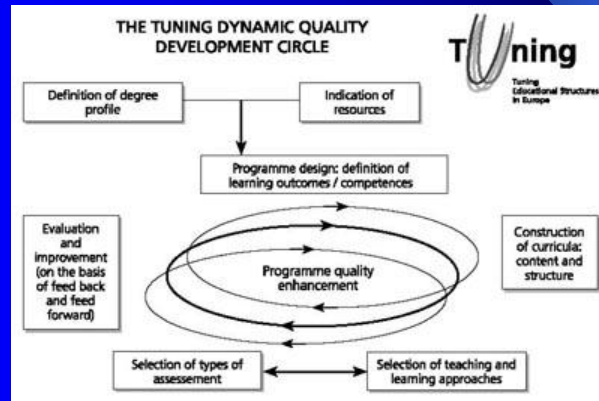 THE TUNING DYNAMIC QUALITY
DEVELOPMENT CIRCLE
Tuning
Tuning
Educational Structures
in Europe
Definition of degree
profile
Indication of
resources
Programme design: definition of
learning outcomes / competences
Evaluation
and
improvement
(on the basis
of feed back
and feed
forward)
Programme quality
enhancement
Construction
of curricula:
content and
structure
Selection of types of
assessement
Selection of teaching and
learning approaches